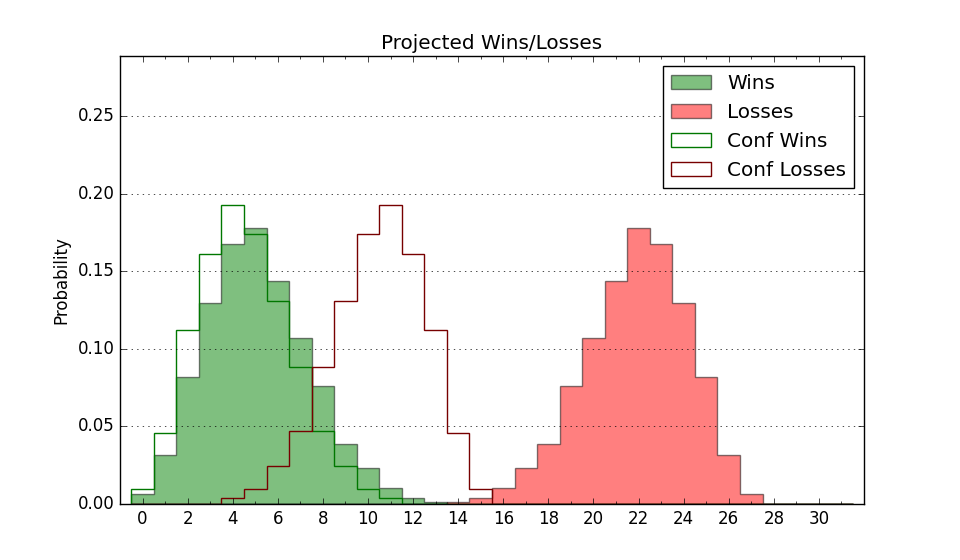 Projected Wins/Losses
Wins
Losses
Conf Wins
Conf Losses
Probability
0.25
0.20
0.15
0.10
0.05
0.00
0 2 4 6 8 10 12 14 16 18 20 22 24 26 28 30